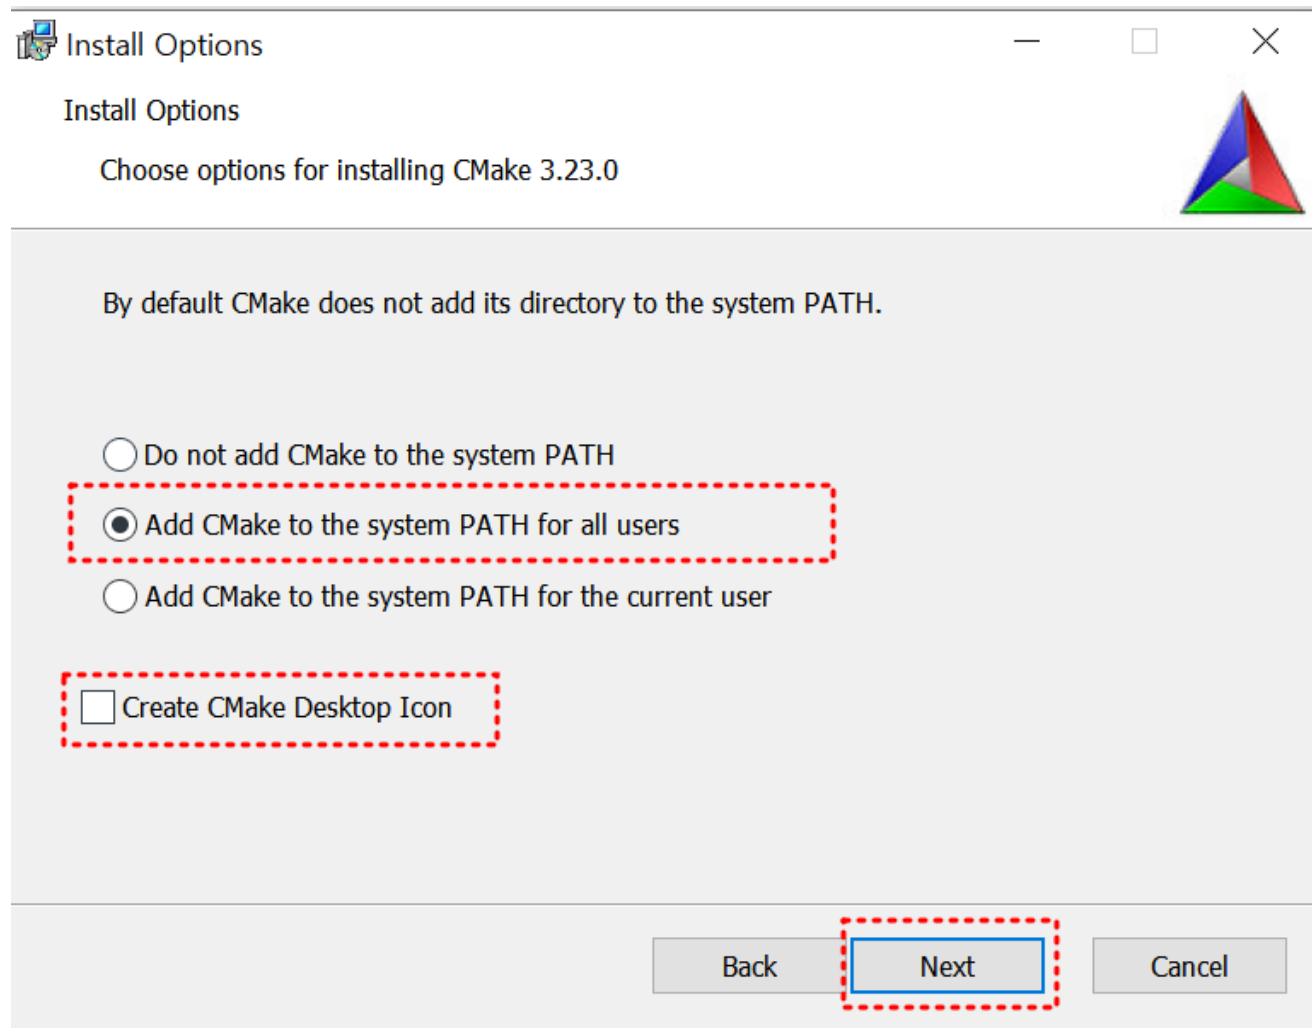 Install Options
Install Options
Choose options for installing CMake 3.23.0
By default CMake does not add its directory to the system PATH.
Do not add CMake to the system PATH
Add CMake to the system PATH for all users
Add CMake to the system PATH for the current user
Create CMake Desktop Icon
Back Next Cancel